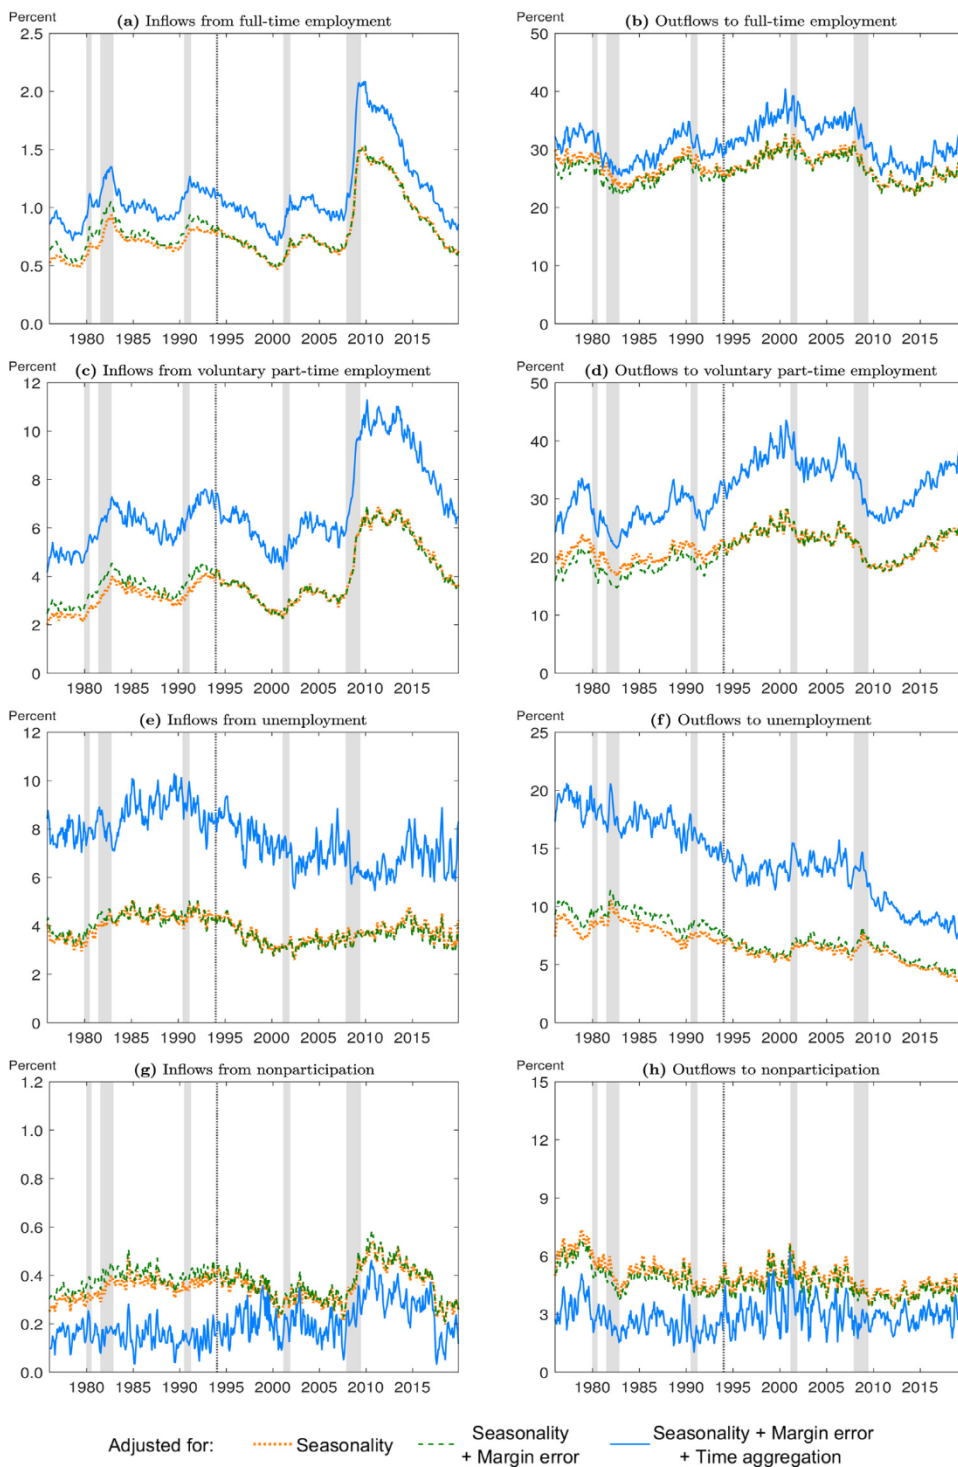 Percent
(a) Inflows from full-time employment
2.5
2.0
1.5
1.0
0.5
0.0
1980 1985 1990 1995 2000 2005 2010 2015
Percent
(b) Outflows to full-time employment
50
40
30
20
10
0
1980 1985 1990 1995 2000 2005 2010 2015
Percent
(c) Inflows from voluntary part-time employment
12
10
8
6
4
2
0
1980 1985 1990 1995 2000 2005 2010 2015
Percent
(d) Outflows to voluntary part-time employment
50
40
30
20
10
0
1980 1985 1990 1995 2000 2005 2010 2015
Percent
(e) Inflows from unemployment
12
10
8
6
4
2
0
1980 1985 1990 1995 2000 2005 2010 2015
Percent
(f) Outflows to unemployment
25
20
15
10
5
0
1980 1985 1990 1995 2000 2005 2010 2015
Percent
(g) Inflows from nonparticipation
1.2
1.0
0.8
0.6
0.4
0.2
0.0
1980 1985 1990 1995 2000 2005 2010 2015
Percent
(h) Outflows to nonparticipation
15
12
9
6
3
0
1980 1985 1990 1995 2000 2005 2010 2015
Adjusted for:
Seasonality
Seasonality
+ Margin error
Seasonality + Margin error
+ Time aggregation